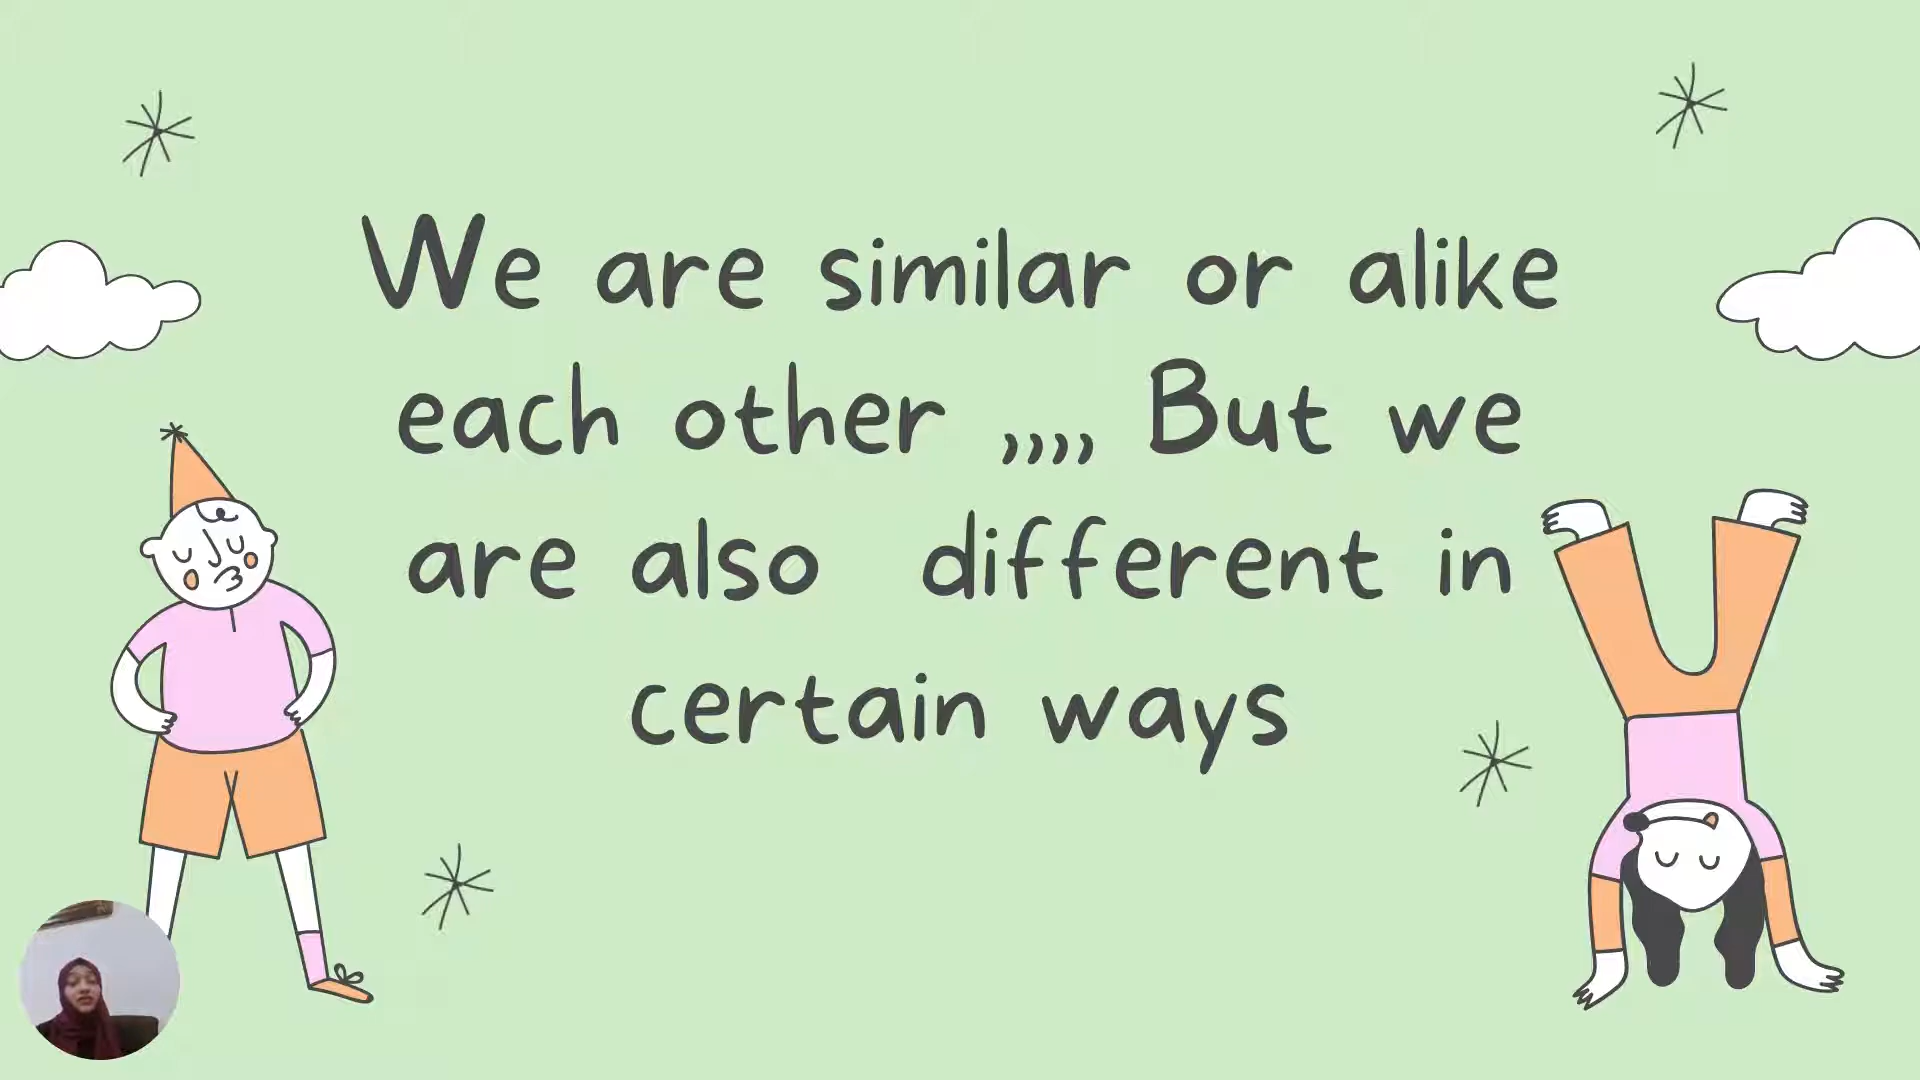 We are similar or alike
each other ,,,, But we
are also  different in
certain ways